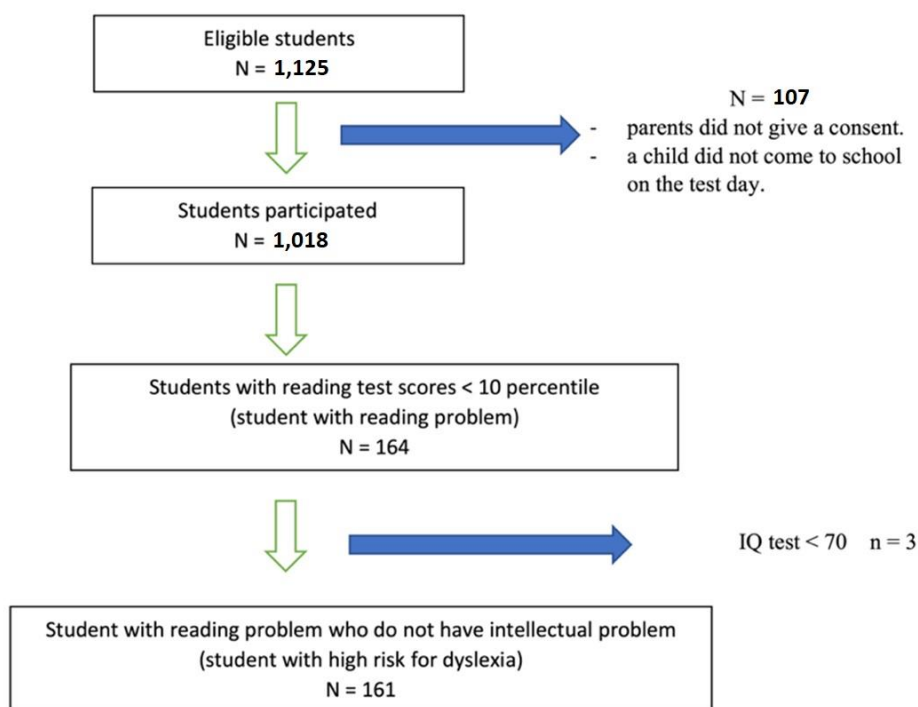 Eligible students
N = 1,125
N = 107
- parents did not give a consent.
- a child did not come to school
on the test day.
Students participated
N = 1,018
Students with reading test scores < 10 percentile
(student with reading problem)
N = 164
IQ test < 70 n = 3
Student with reading problem who do not have intellectual problem
(student with high risk for dyslexia)
N = 161